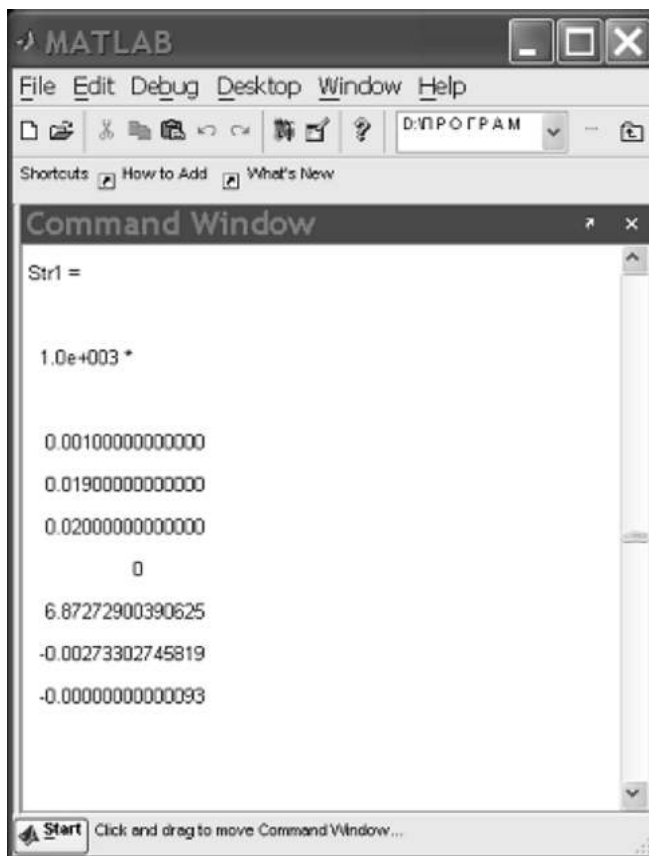 MATLAB
File Edit Debug Desktop Window Help
D:\ПРОГРАМ
Shortcuts How to Add What's New
Command Window
Str1 =
1.0e+003 *
0.00100000000000
0.01900000000000
0.02000000000000
0
6.87272900390625
-0.00273302745819
-0.00000000000093
Start Click and drag to move Command Window...